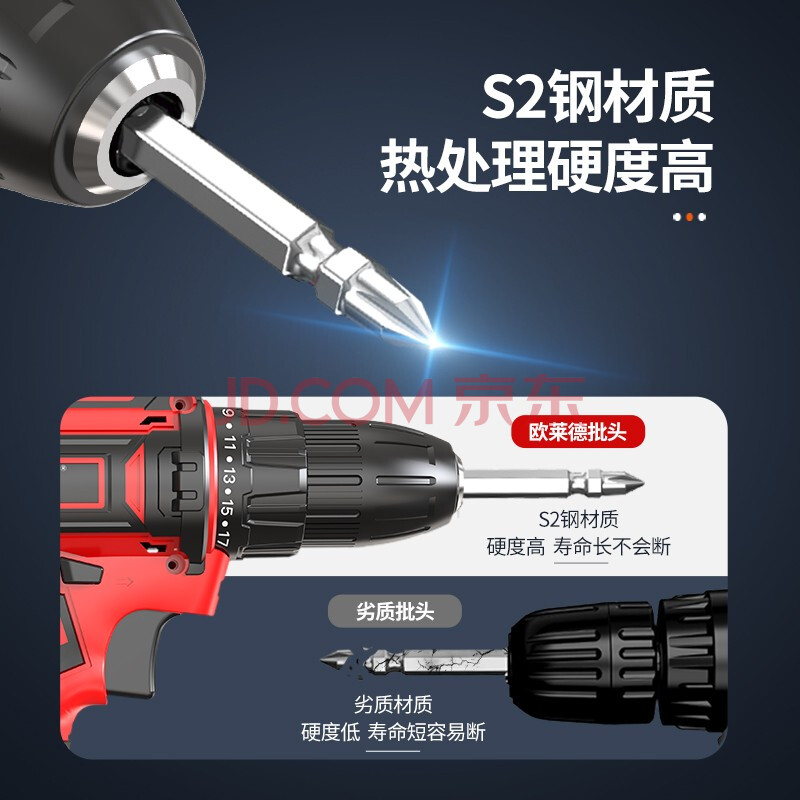 S2钢材质
热处理硬度高
JD.COM 京东
9•11•13•15•17
欧莱德批头
S2钢材质
硬度高 寿命长不会断
劣质批头
劣质材质
硬度低 寿命短容易断